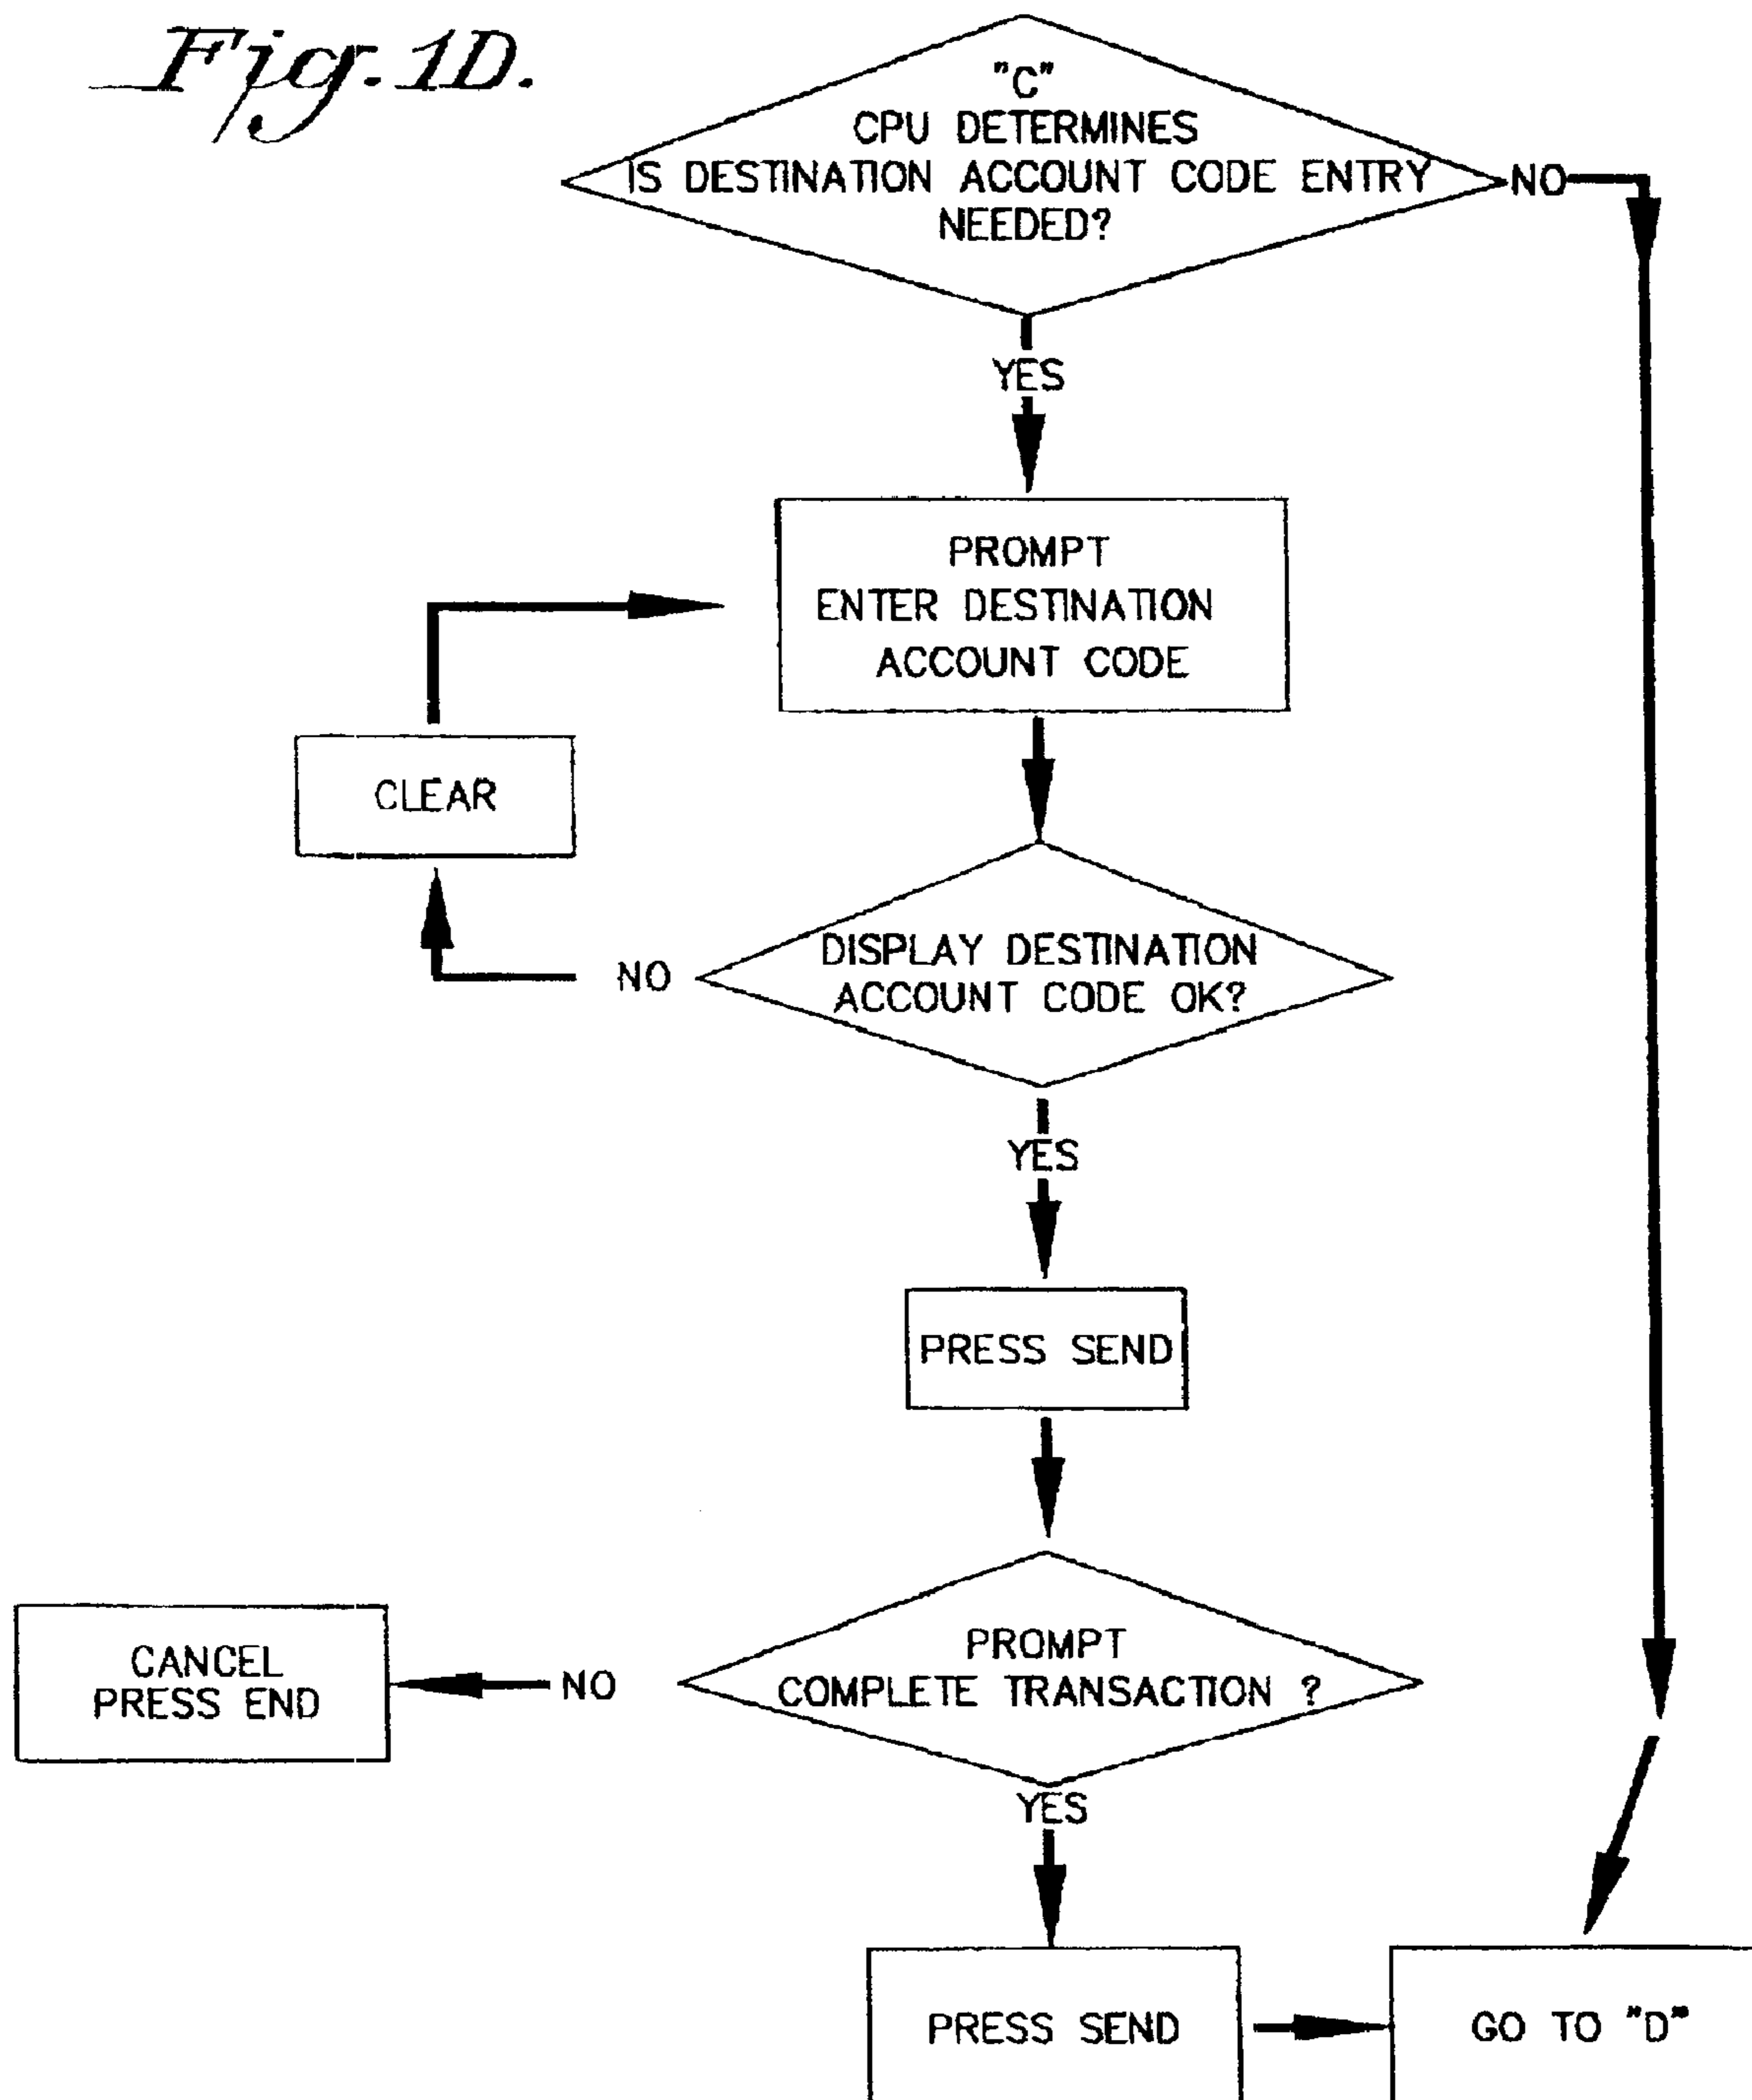 Fig. 1D.
"C"
CPU DETERMINES
IS DESTINATION ACCOUNT CODE ENTRY
NEEDED?
NO
YES
PROMPT
ENTER DESTINATION
ACCOUNT CODE
CLEAR
DISPLAY DESTINATION
ACCOUNT CODE OK?
NO
YES
PRESS SEND
PROMPT
COMPLETE TRANSACTION ?
NO
CANCEL
PRESS END
YES
PRESS SEND
GO TO "D"